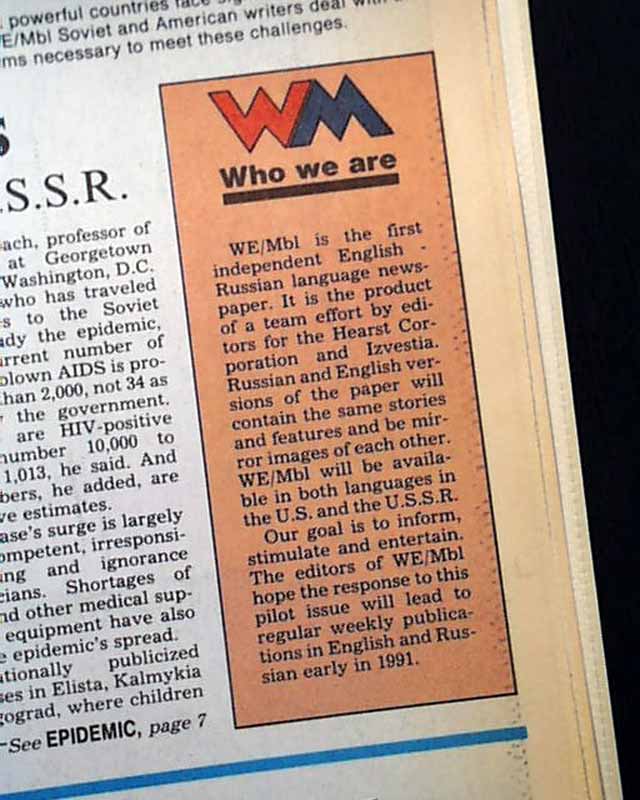 powerful countries face
E/Mbl Soviet and American writers deal with
ms necessary to meet these challenges.
S
.S.S.R.
ach, professor of
at Georgetown
Washington, D.C.
who has traveled
s to the Soviet
ady the epidemic,
rrent number of
blown AIDS is pro-
han 2,000, not 34 as
the government.
are HIV-positive
number 10,000 to
1,013, he said. And
bers, he added, are
ve estimates.
ase's surge is largely
ompetent, irresponsi-
ng and ignorance
cians. Shortages of
nd other medical sup-
equipment have also
e epidemic's spread.
ationally publicized
ses in Elista, Kalmykia
gograd, where children
—See EPIDEMIC, page 7
WM
Who we are
WE/Mbl is the first
independent English -
Russian language news-
paper. It is the product
of a team effort by edi-
tors for the Hearst Cor-
poration and Izvestia.
Russian and English ver-
sions of the paper will
contain the same stories
and features and be mir-
ror images of each other.
WE/Mbl will be availa-
ble in both languages in
the U.S. and the U.S.S.R.
Our goal is to inform,
stimulate and entertain.
The editors of WE/Mbl
hope the response to this
pilot issue will lead to
regular weekly publica-
tions in English and Rus-
sian early in 1991.